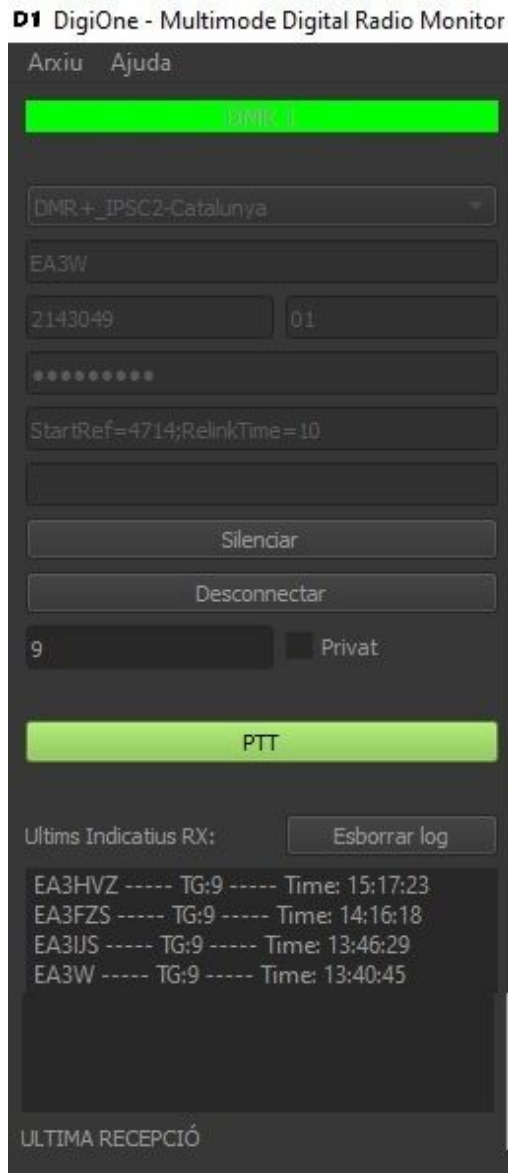 D1 DigiOne - Multimode Digital Radio Monitor
Arxiu Ajuda
DMR I
DMR+_IPSC2-Catalunya
EA3W
2143049 01
StartRef=4714;RelinkTime=10
Silenciar
Desconnectar
9 Privat
PTT
Ultims Indicatius RX: Esborrar log
EA3HVZ ----- TG:9 ----- Time: 15:17:23
EA3FZS ----- TG:9 ----- Time: 14:16:18
EA3IJS ----- TG:9 ----- Time: 13:46:29
EA3W ----- TG:9 ----- Time: 13:40:45
ULTIMA RECEPCIÓ